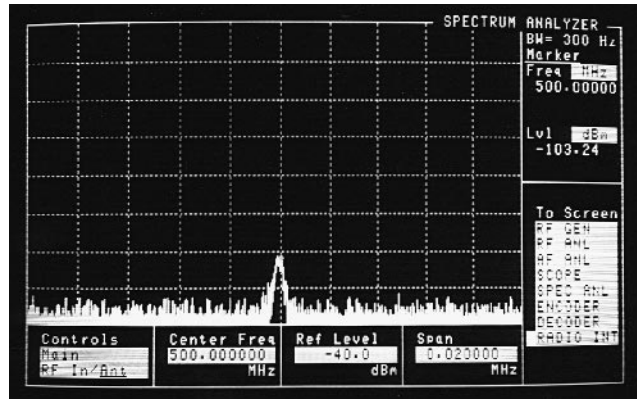 SPECTRUM ANALYZER
BW= 300 Hz
Marker
Freq MHz
500.00000
Lvl dBm
-103.24
To Screen
RF GEN
RF ANL
AF ANL
SCOPE
SPEC ANL
ENCODER
DECODER
RADIO INT
Controls
Main
RF In/Ant
Center Freq
500.000000
MHz
Ref Level
-40.0
dBm
Span
0.020000
MHz